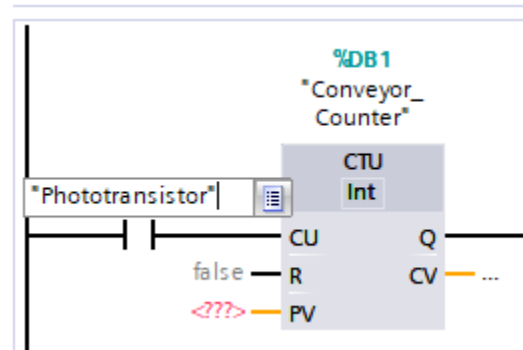 %DB1
"Conveyor_
Counter"
CTU
Int
"Phototransistor"
CU Q
false R CV ...
<???> PV